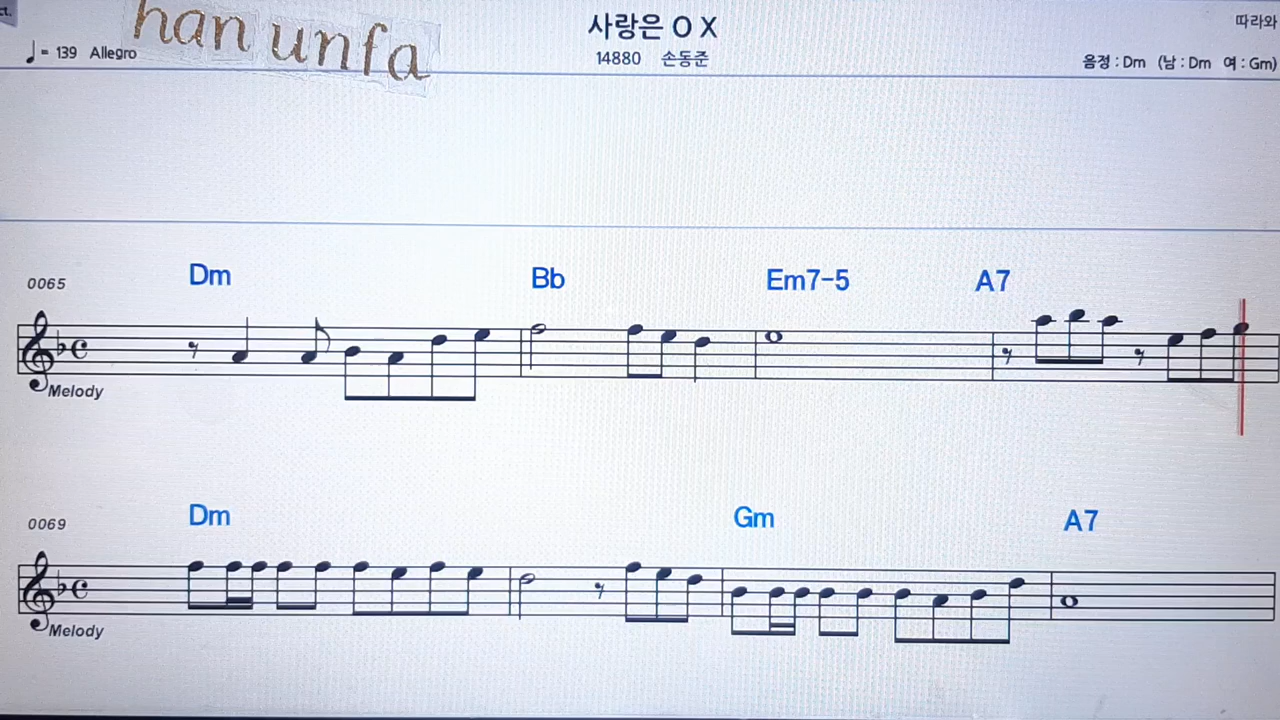 ct.
han unfa
사랑은 O X
따라와
♩= 139 Allegro
14880 손동준
음정 : Dm (남 : Dm 여 : Gm)
0065
Dm Bb Em7-5 A7
Melody
0069
Dm Gm A7
Melody